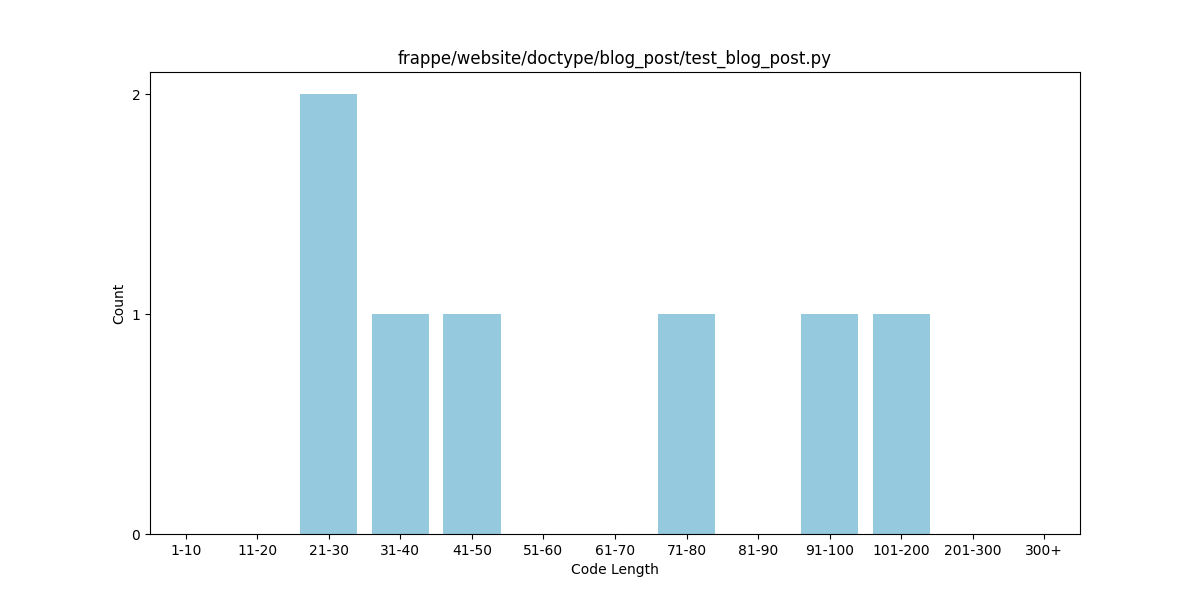 frappe/website/doctype/blog_post/test_blog_post.py
2
1
0
Count
1-10 11-20 21-30 31-40 41-50 51-60 61-70 71-80 81-90 91-100 101-200 201-300 300+
Code Length